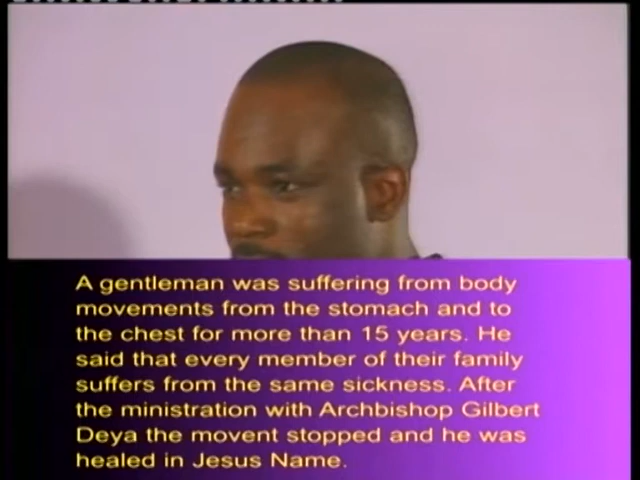 A gentleman was suffering from body
movements from the stomach and to
the chest for more than 15 years. He
said that every member of their family
suffers from the same sickness. After
the ministration with Archbishop Gilbert
Deya the movent stopped and he was
healed in Jesus Name.